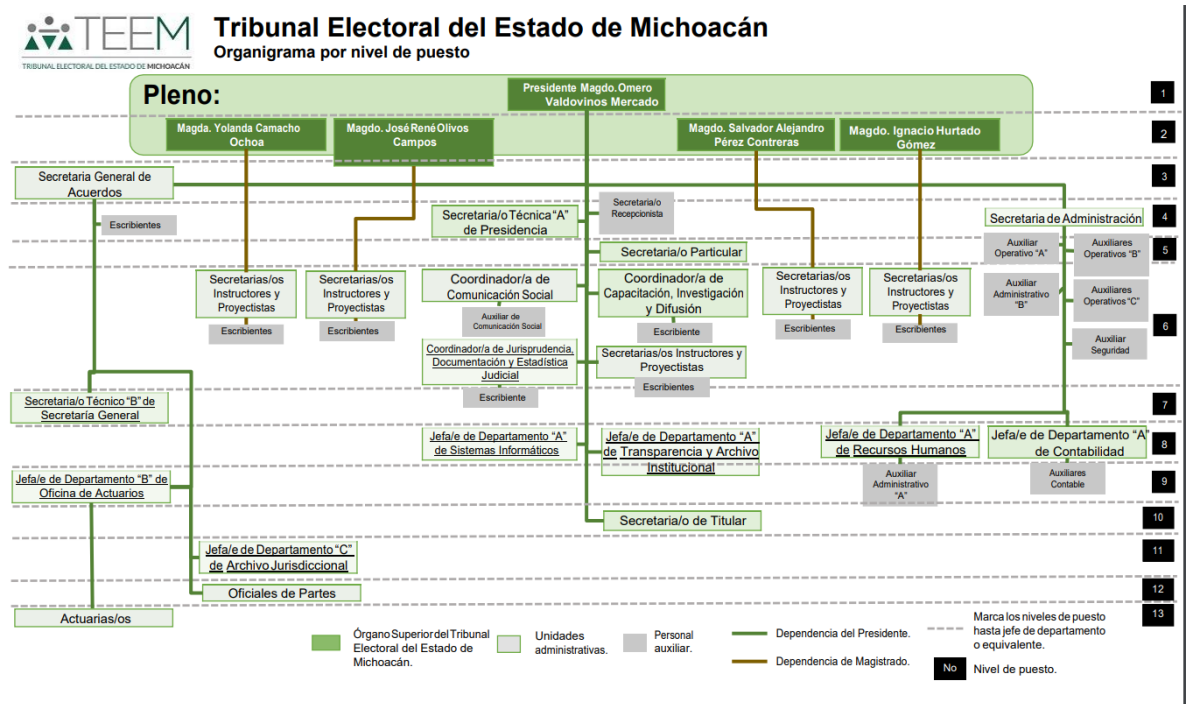 TEEM
TRIBUNAL ELECTORAL DEL ESTADO DE MICHOACÁN
Tribunal Electoral del Estado de Michoacán
Organigrama por nivel de puesto
Pleno:
Presidente Magdo. Omero
Valdovinos Mercado
1
Magda. Yolanda Camacho
Ochoa
Magdo. José René Olivos
Campos
Magdo. Salvador Alejandro
Pérez Contreras
Magdo. Ignacio Hurtado
Gómez
2
Secretaria General de
Acuerdos
3
Escribientes
Secretaria/o Técnica “A”
de Presidencia
Secretaria/o
Recepcionista
Secretaria de Administración
4
Secretaria/o Particular
Auxiliar
Operativo “A”
Auxiliares
Operativos “B”
5
Secretarias/os
Instructores y
Proyectistas
Escribientes
Secretarias/os
Instructores y
Proyectistas
Escribientes
Coordinador/a de
Comunicación Social
Auxiliar de
Comunicación Social
Coordinador/a de
Capacitación, Investigación
y Difusión
Escribiente
Secretarias/os
Instructores y
Proyectistas
Escribientes
Secretarias/os
Instructores y
Proyectistas
Escribientes
Auxiliar
Administrativo
“B”
Auxiliares
Operativos “C”
Auxiliar
Seguridad
6
Coordinador/a de Jurisprudencia,
Documentación y Estadística
Judicial
Escribiente
Secretarias/os Instructores y
Proyectistas
Escribientes
Secretaria/o Técnico “B” de
Secretaría General
7
Jefa/e de Departamento “A”
de Sistemas Informáticos
Jefa/e de Departamento “A”
de Transparencia y Archivo
Institucional
Jefa/e de Departamento “A”
de Recursos Humanos
Jefa/e de Departamento “A”
de Contabilidad
8
Jefa/e de Departamento “B” de
Oficina de Actuarios
Auxiliar
Administrativo
“A”
Auxiliares
Contable
9
Secretaria/o de Titular
10
Jefa/e de Departamento “C”
de Archivo Jurisdiccional
11
Oficiales de Partes
12
Actuarias/os
13
Órgano Superior del Tribunal
Electoral del Estado de
Michoacán.
Unidades
administrativas.
Personal
auxiliar.
Dependencia del Presidente.
Dependencia de Magistrado.
Marca los niveles de puesto
hasta jefe de departamento
o equivalente.
No
Nivel de puesto.